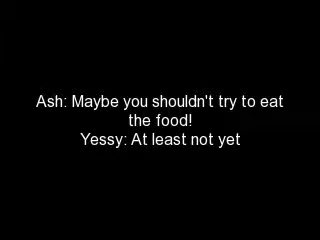 Ash: Maybe you shouldn't try to eat
the food!
Yessy: At least not yet